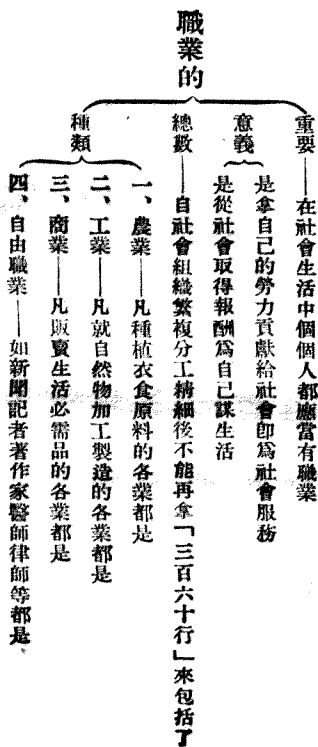 職業的
重要——在社會生活中個個人都應當有職業
意義
是拿自己的勞力貢獻給社會卽爲社會服務
是從社會取得報酬爲自己謀生活
總數——自社會組織繁複分工精細後不能再拿「三百六十行」來包括了
種類
一、農業——凡種植衣食原料的各業都是
二、工業——凡就自然物加工製造的各業都是
三、商業——凡販賣生活必需品的各業都是
四、自由職業——如新聞記者著作家醫師律師等都是